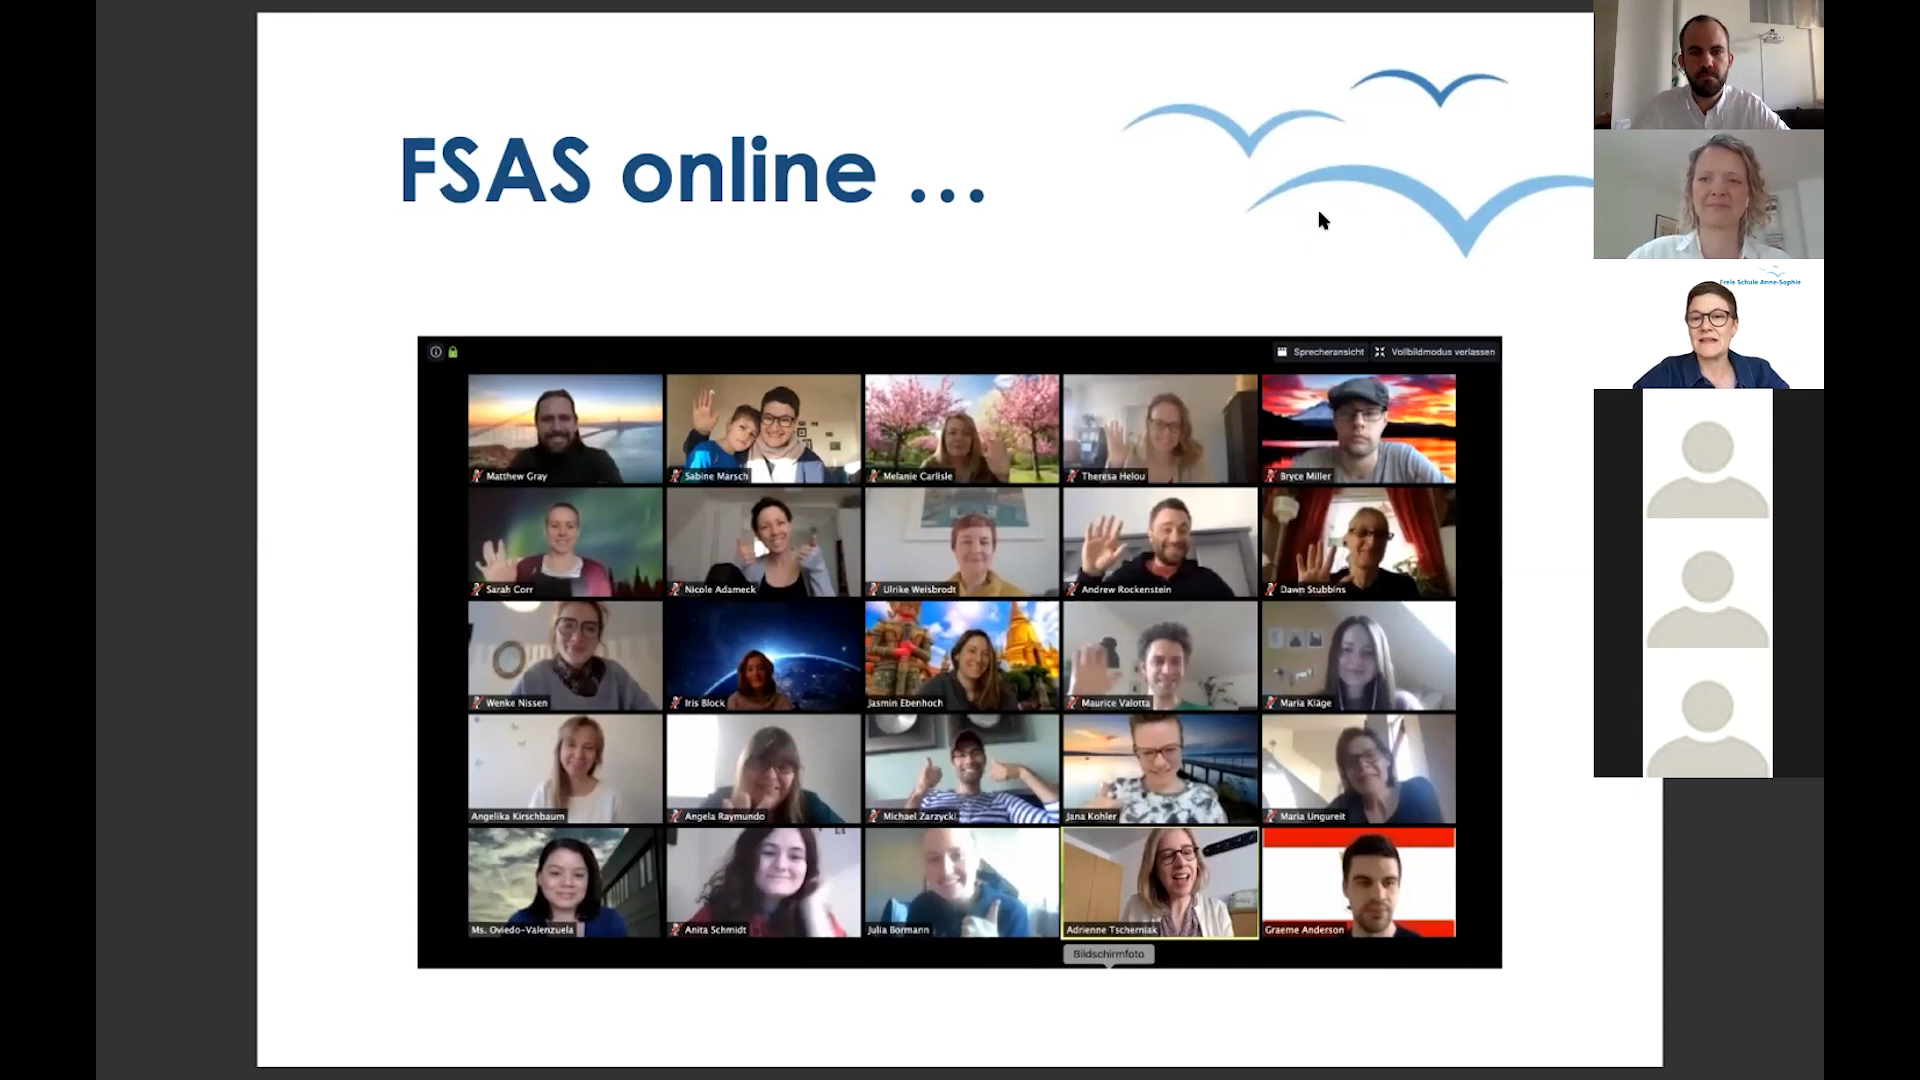 FSAS online ...
Freie Schule Anne-Sophie
Sprecheransicht
Vollbildmodus verlassen
Matthew Gray
Sabine Märsch
Melanie Carlisle
Theresa Helou
Bryce Miller
Sarah Corr
Nicole Adameck
Ulrike Weisbrodt
Andrew Rockenstein
Dawn Stubbins
Wenke Nissen
Iris Block
Jasmin Ebenhoch
Maurice Valotta
Maria Kläge
Angelika Kirschbaum
Angela Raymundo
Michael Zarzycki
Jana Kohler
Maria Ungureit
Ms. Oviedo-Valenzuela
Anita Schmidt
Julia Bormann
Adrienne Tscherniak
Graeme Anderson
Bildschirmfoto